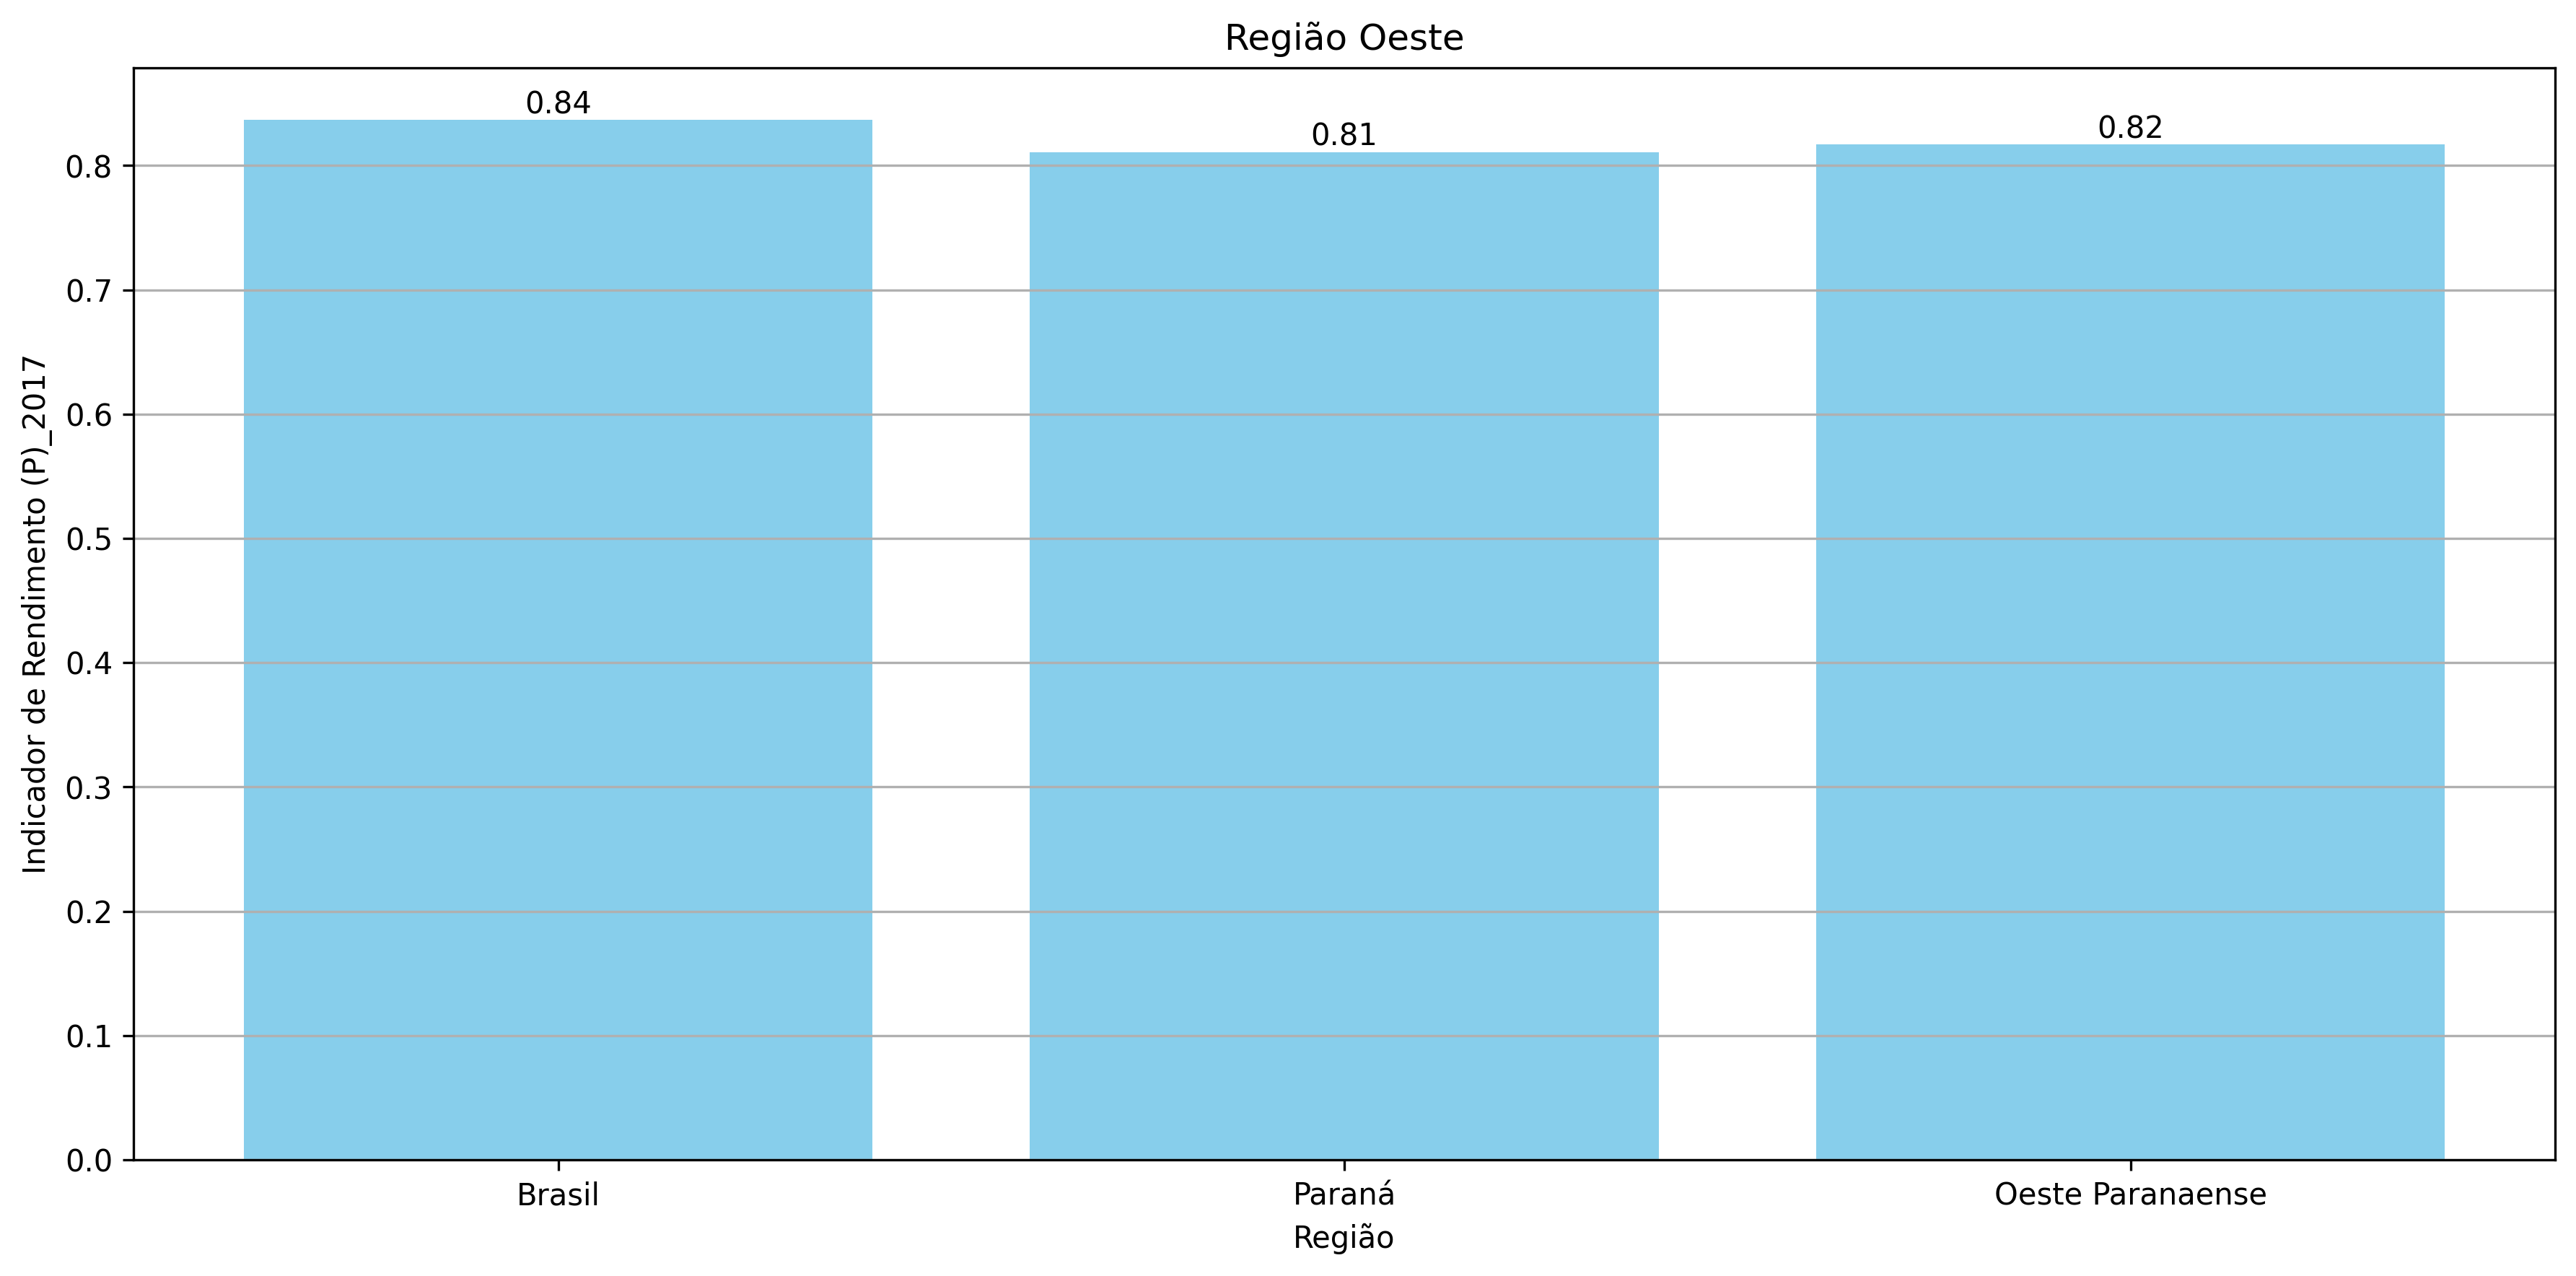 Região Oeste
0.84
0.81
0.82
0.8
0.7
0.6
0.5
0.4
0.3
0.2
0.1
0.0
Indicador de Rendimento (P)_2017
Brasil
Paraná
Oeste Paranaense
Região